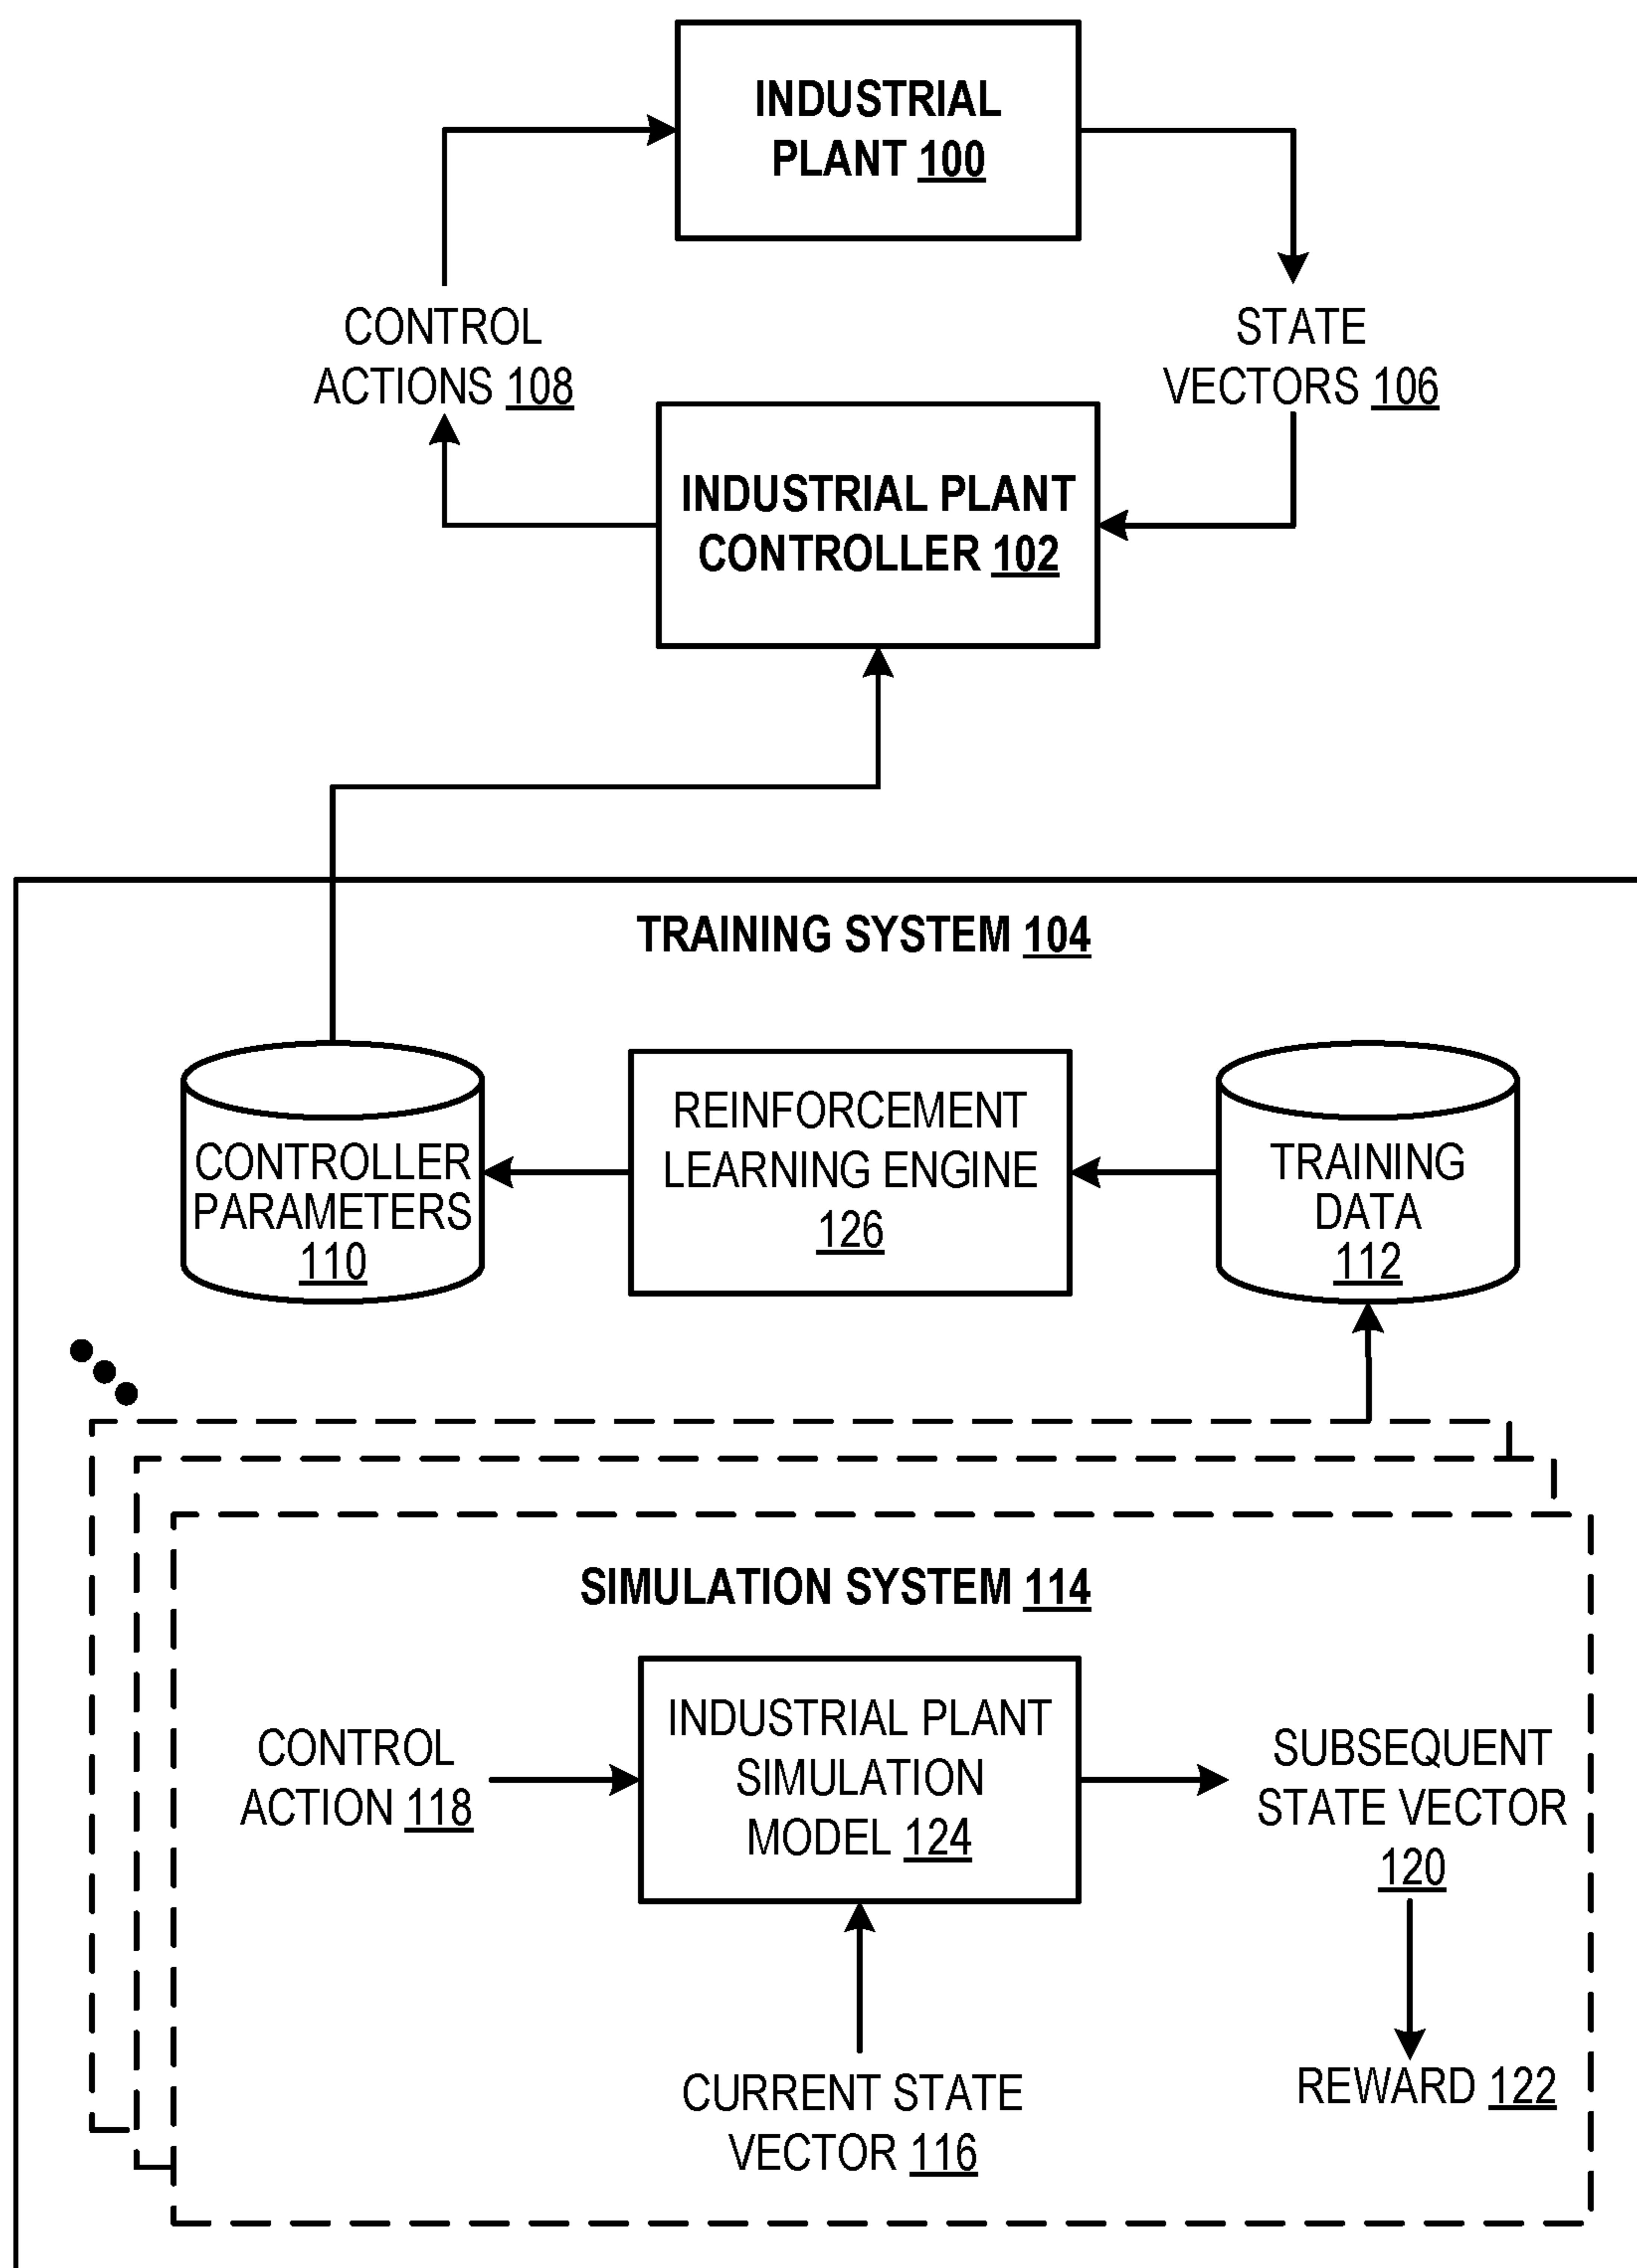 INDUSTRIAL
PLANT 100
CONTROL
ACTIONS 108
STATE
VECTORS 106
INDUSTRIAL PLANT
CONTROLLER 102
TRAINING SYSTEM 104
CONTROLLER
PARAMETERS
110
REINFORCEMENT
LEARNING ENGINE
126
TRAINING
DATA
112
SIMULATION SYSTEM 114
CONTROL
ACTION 118
INDUSTRIAL PLANT
SIMULATION
MODEL 124
SUBSEQUENT
STATE VECTOR
120
CURRENT STATE
VECTOR 116
REWARD 122